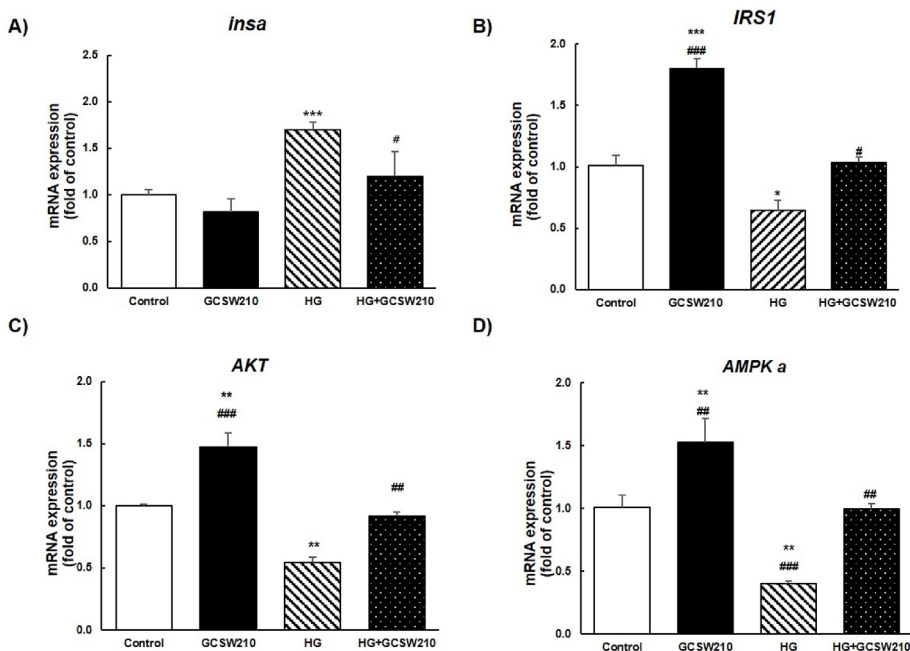 A)
insa
mRNA expression
(fold of control)
2.5
2.0
1.5
1.0
0.5
0.0
***
#
Control GCSW210 HG HG+GCSW210
B)
IRS1
mRNA expression
(fold of control)
2.0
1.5
1.0
0.5
0.0
***
###
*
#
Control GCSW210 HG HG+GCSW210
C)
AKT
mRNA expression
(fold of control)
2.0
1.5
1.0
0.5
0.0
**
###
**
##
Control GCSW210 HG HG+GCSW210
D)
AMPK a
mRNA expression
(fold of control)
2.0
1.5
1.0
0.5
0.0
**
##
**
###
##
Control GCSW210 HG HG+GCSW210